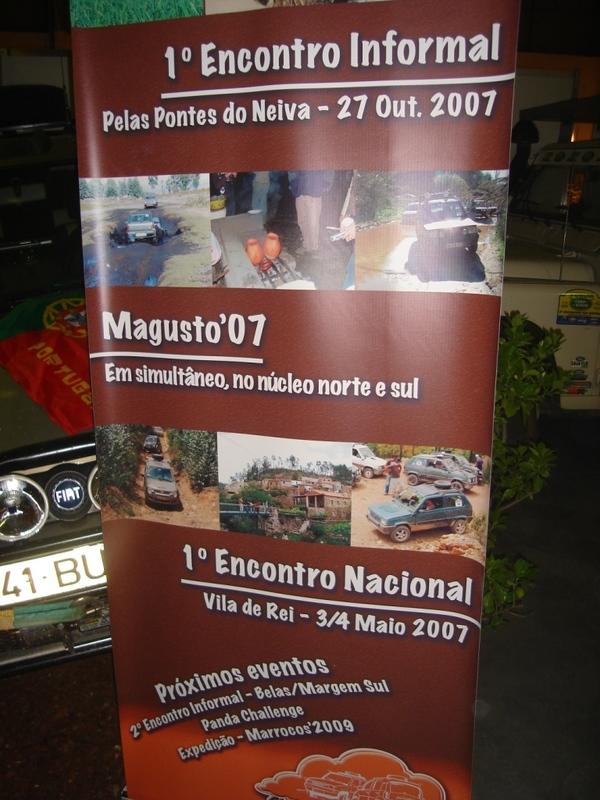 1º Encontro Informal
Pelas Pontes do Neiva - 27 Out. 2007
Magusto'07
Em simultâneo, no núcleo norte e sul
PORTUGAL
FIAT
41·BU
1º Encontro Nacional
Vila de Rei - 3/4 Maio 2007
Próximos eventos
2º Encontro Informal - Belas/Margem Sul
Panda Challenge
Expedição - Marrocos'2009